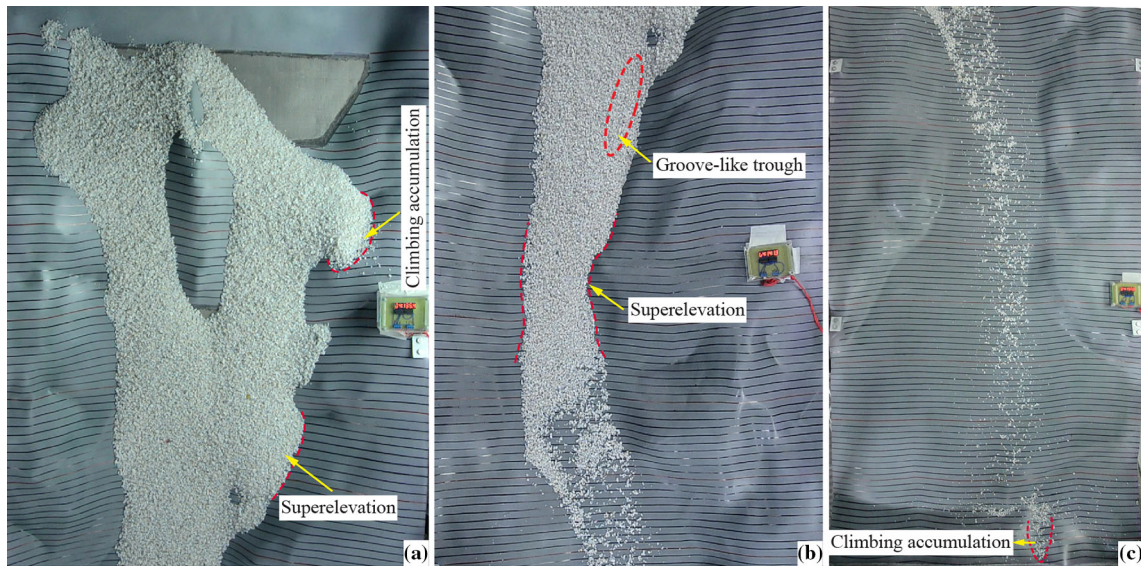 Climbing accumulation
Superelevation
(a)
Groove-like trough
Superelevation
(b)
Climbing accumulation
(c)